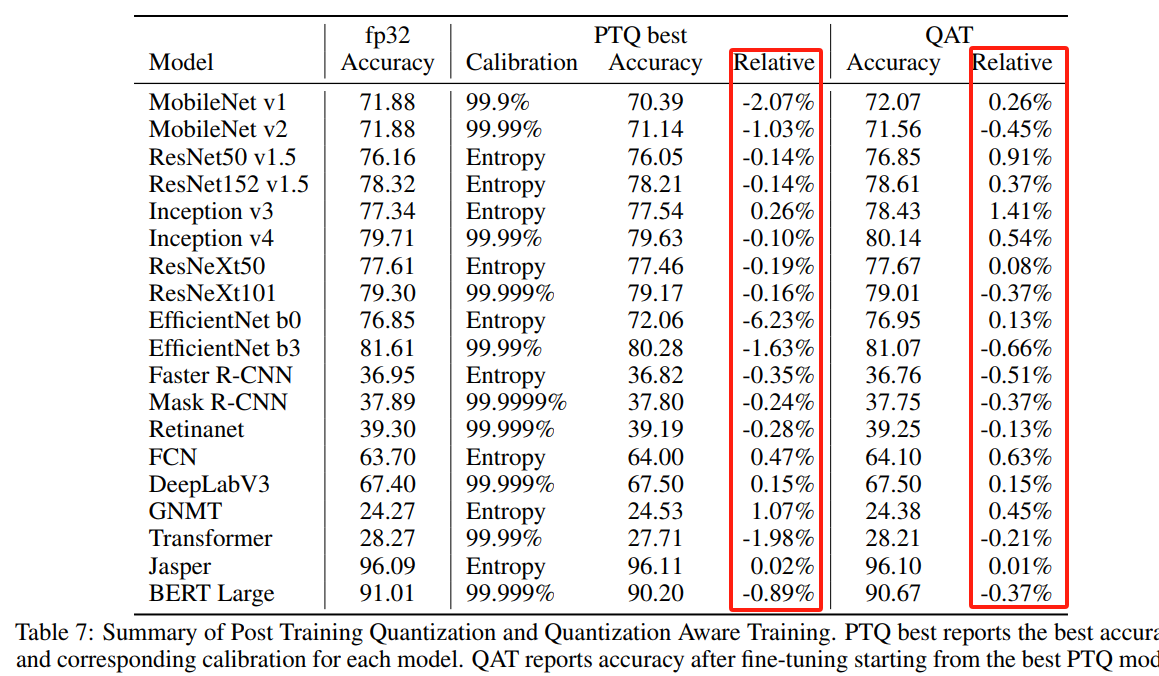 fp32 PTQ best QAT
Model Accuracy Calibration Accuracy Relative Accuracy Relative
MobileNet v1 71.88 99.9% 70.39 -2.07% 72.07 0.26%
MobileNet v2 71.88 99.99% 71.14 -1.03% 71.56 -0.45%
ResNet50 v1.5 76.16 Entropy 76.05 -0.14% 76.85 0.91%
ResNet152 v1.5 78.32 Entropy 78.21 -0.14% 78.61 0.37%
Inception v3 77.34 Entropy 77.54 0.26% 78.43 1.41%
Inception v4 79.71 99.99% 79.63 -0.10% 80.14 0.54%
ResNeXt50 77.61 Entropy 77.46 -0.19% 77.67 0.08%
ResNeXt101 79.30 99.999% 79.17 -0.16% 79.01 -0.37%
EfficientNet b0 76.85 Entropy 72.06 -6.23% 76.95 0.13%
EfficientNet b3 81.61 99.99% 80.28 -1.63% 81.07 -0.66%
Faster R-CNN 36.95 Entropy 36.82 -0.35% 36.76 -0.51%
Mask R-CNN 37.89 99.9999% 37.80 -0.24% 37.75 -0.37%
Retinanet 39.30 99.999% 39.19 -0.28% 39.25 -0.13%
FCN 63.70 Entropy 64.00 0.47% 64.10 0.63%
DeepLabV3 67.40 99.999% 67.50 0.15% 67.50 0.15%
GNMT 24.27 Entropy 24.53 1.07% 24.38 0.45%
Transformer 28.27 99.99% 27.71 -1.98% 28.21 -0.21%
Jasper 96.09 Entropy 96.11 0.02% 96.10 0.01%
BERT Large 91.01 99.999% 90.20 -0.89% 90.67 -0.37%
Table 7: Summary of Post Training Quantization and Quantization Aware Training. PTQ best reports the best accura
and corresponding calibration for each model. QAT reports accuracy after fine-tuning starting from the best PTQ mod